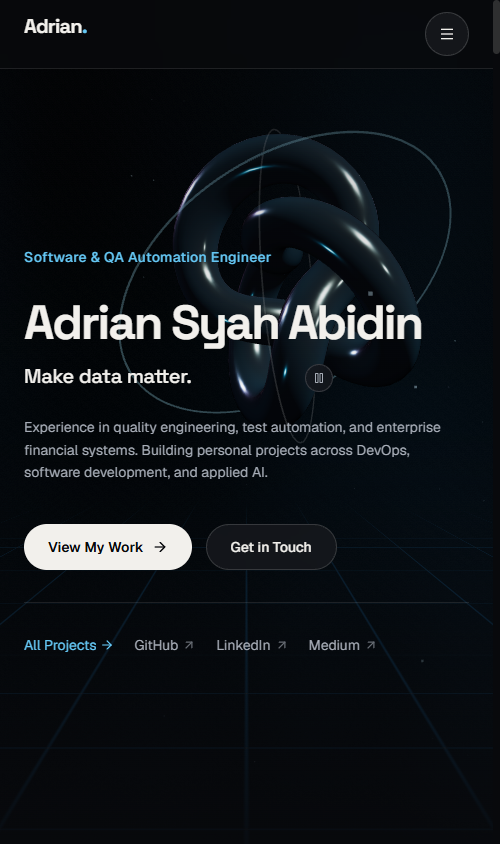 Adrian.
Software & QA Automation Engineer
Adrian Syah Abidin
Make data matter.
Experience in quality engineering, test automation, and enterprise
financial systems. Building personal projects across DevOps,
software development, and applied AI.
View My Work →
Get in Touch
All Projects → GitHub ↗ LinkedIn ↗ Medium ↗